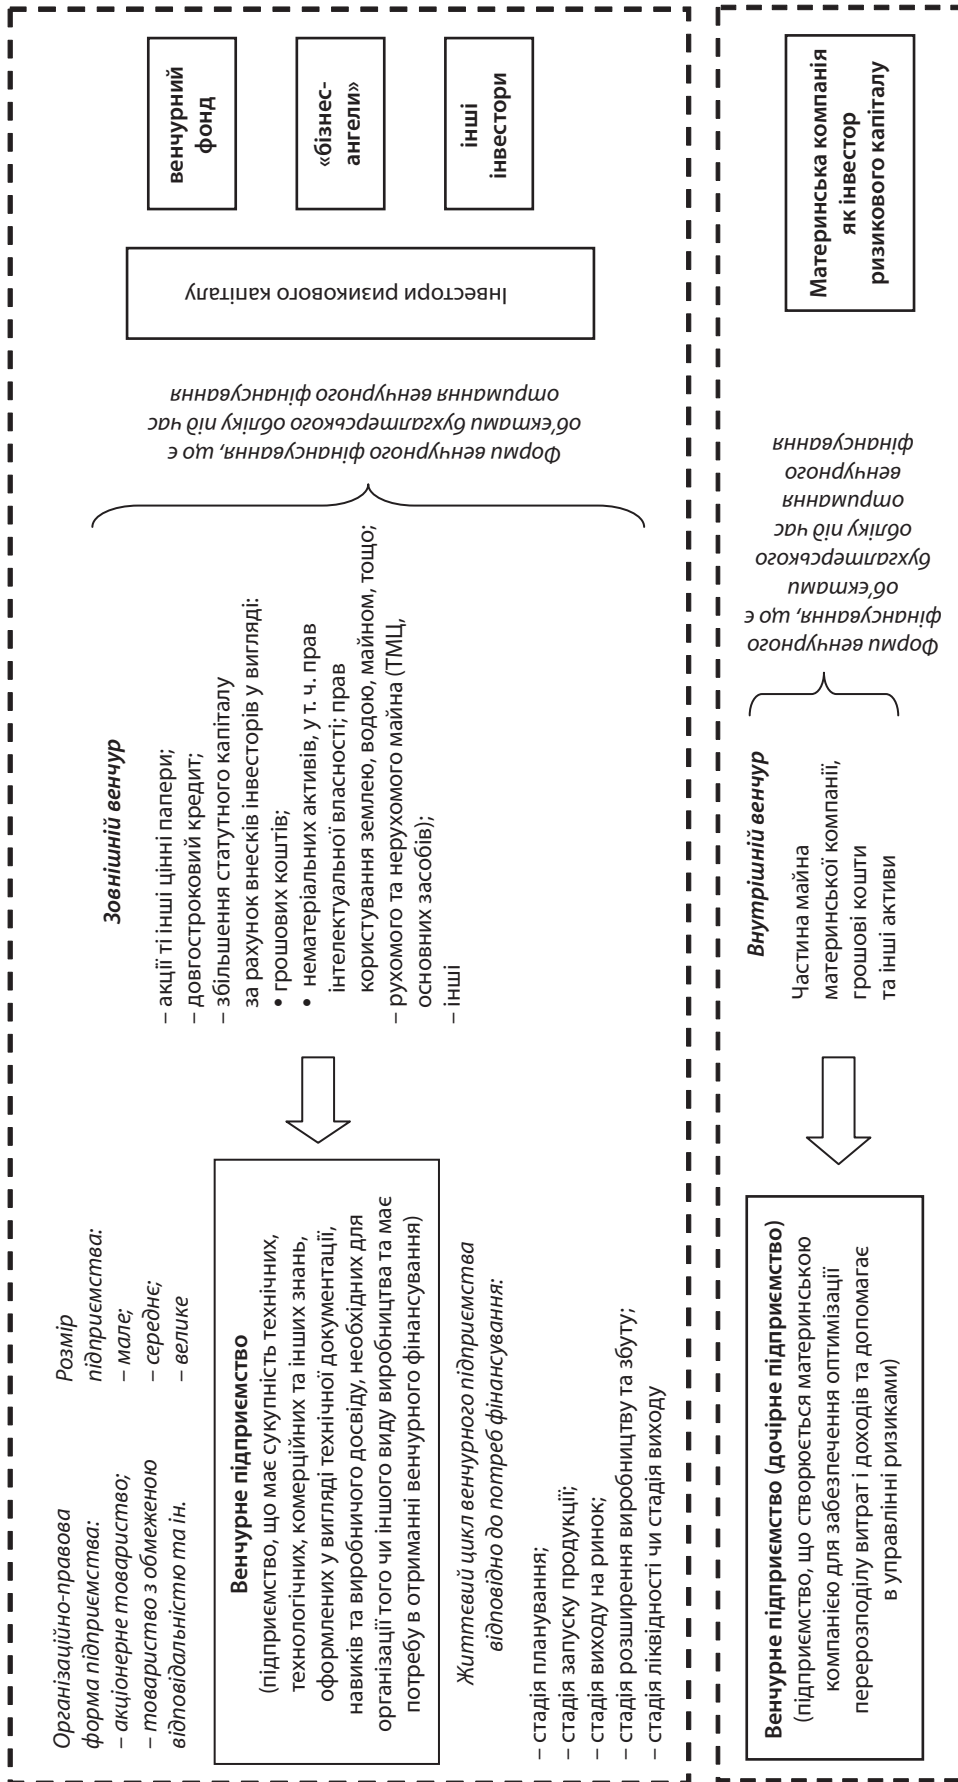 Організаційно-правова
форма підприємства:
– акціонерне товариство;
– товариство з обмеженою
відповідальністю та ін.
Розмір
підприємства:
– мале;
– середнє;
– велике
Венчурне підприємство
(підприємство, що має сукупність технічних,
технологічних, комерційних та інших знань,
оформлених у вигляді технічної документації,
навиків та виробничого досвіду, необхідних для
організації того чи іншого виду виробництва та має
потребу в отриманні венчурного фінансування)
Життєвий цикл венчурного підприємства
відповідно до потреб фінансування:
– стадія планування;
– стадія запуску продукції;
– стадія виходу на ринок;
– стадія розширення виробництву та збуту;
– стадія ліквідності чи стадія виходу
Зовнішній венчур
– акції ті інші цінні папери;
– довгостроковий кредит;
– збільшення статутного капіталу
за рахунок внесків інвесторів у вигляді:
• грошових коштів;
• нематеріальних активів, у т. ч. прав
інтелектуальної власності; прав
користування землею, водою, майном, тощо;
– рухомого та нерухомого майна (ТМЦ,
основних засобів);
– інші
Форми венчурного фінансування, що є
об’єктами бухгалтерського обліку під час
отримання венчурного фінансування
Інвестори ризикового капіталу
венчурний
фонд
«бізнес-
ангели»
інші
інвестори
Венчурне підприємство (дочірне підприємство)
(підприємство, що створюється материнською
компанією для забезпечення оптимізації
перерозподілу витрат і доходів та допомагає
в управлінні ризиками)
Внутрішній венчур
Частина майна
материнської компанії,
грошові кошти
та інші активи
Форми венчурного
фінансування, що є
об’єктами
бухгалтерського
обліку під час
отримання
венчурного
фінансування
Материнська компанія
як інвестор
ризикового капіталу